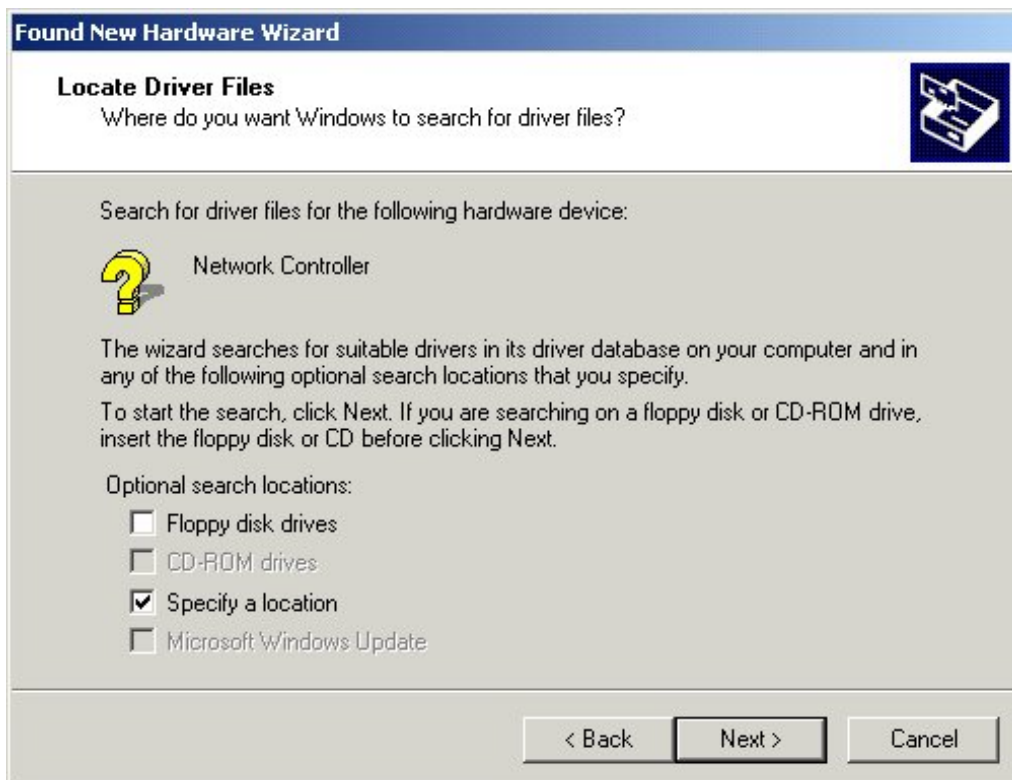 Found New Hardware Wizard
Locate Driver Files
Where do you want Windows to search for driver files?
Search for driver files for the following hardware device:
Network Controller
The wizard searches for suitable drivers in its driver database on your computer and in
any of the following optional search locations that you specify.
To start the search, click Next. If you are searching on a floppy disk or CD-ROM drive,
insert the floppy disk or CD before clicking Next.
Optional search locations:
Floppy disk drives
CD-ROM drives
Specify a location
Microsoft Windows Update
< Back
Next >
Cancel